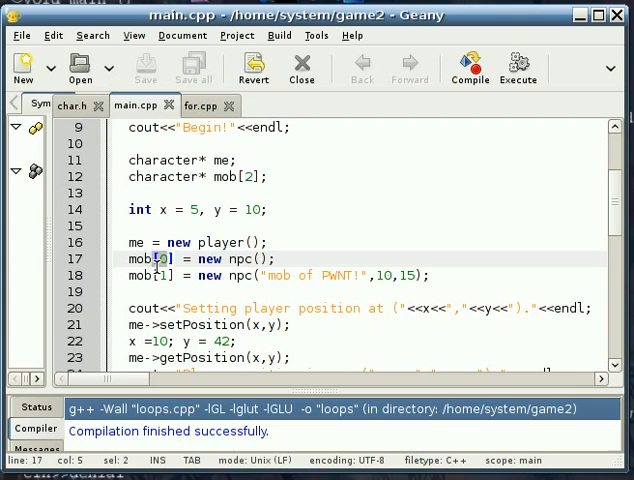 main.cpp - /home/system/game2 - Geany
File Edit Search View Document Project Build Tools Help
New Open Save Save all Revert Close Back Forward Compile Execute
Sym char.h main.cpp for.cpp
9 cout<<"Begin!"<<endl;
10
11 character* me;
12 character* mob[2];
13
14 int x = 5, y = 10;
15
16 me = new player();
17 mob[0] = new npc();
18 mob[1] = new npc("mob of PWNT!",10,15);
19
20 cout<<"Setting player position at ("<<x<<","<<y<<")."<<endl;
21 me->setPosition(x,y);
22 x =10; y = 42;
23 me->getPosition(x,y);
Status
Compiler
Messages
g++ -Wall "loops.cpp" -lGL -lglut -lGLU -o "loops" (in directory: /home/system/game2)
Compilation finished successfully.
line: 17 col: 5 sel: 2 INS TAB mode: Unix (LF) encoding: UTF-8 filetype: C++ scope: main